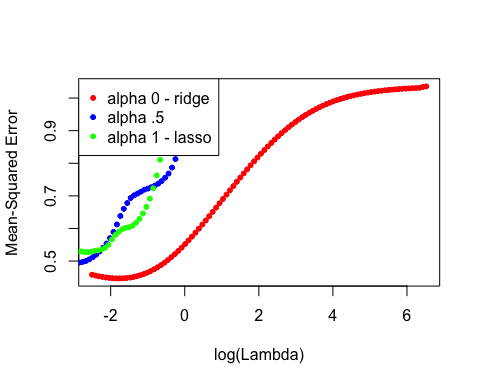 alpha 0 - ridge
alpha .5
alpha 1 - lasso
Mean-Squared Error
0.9
0.7
0.5
-2 0 2 4 6
log(Lambda)